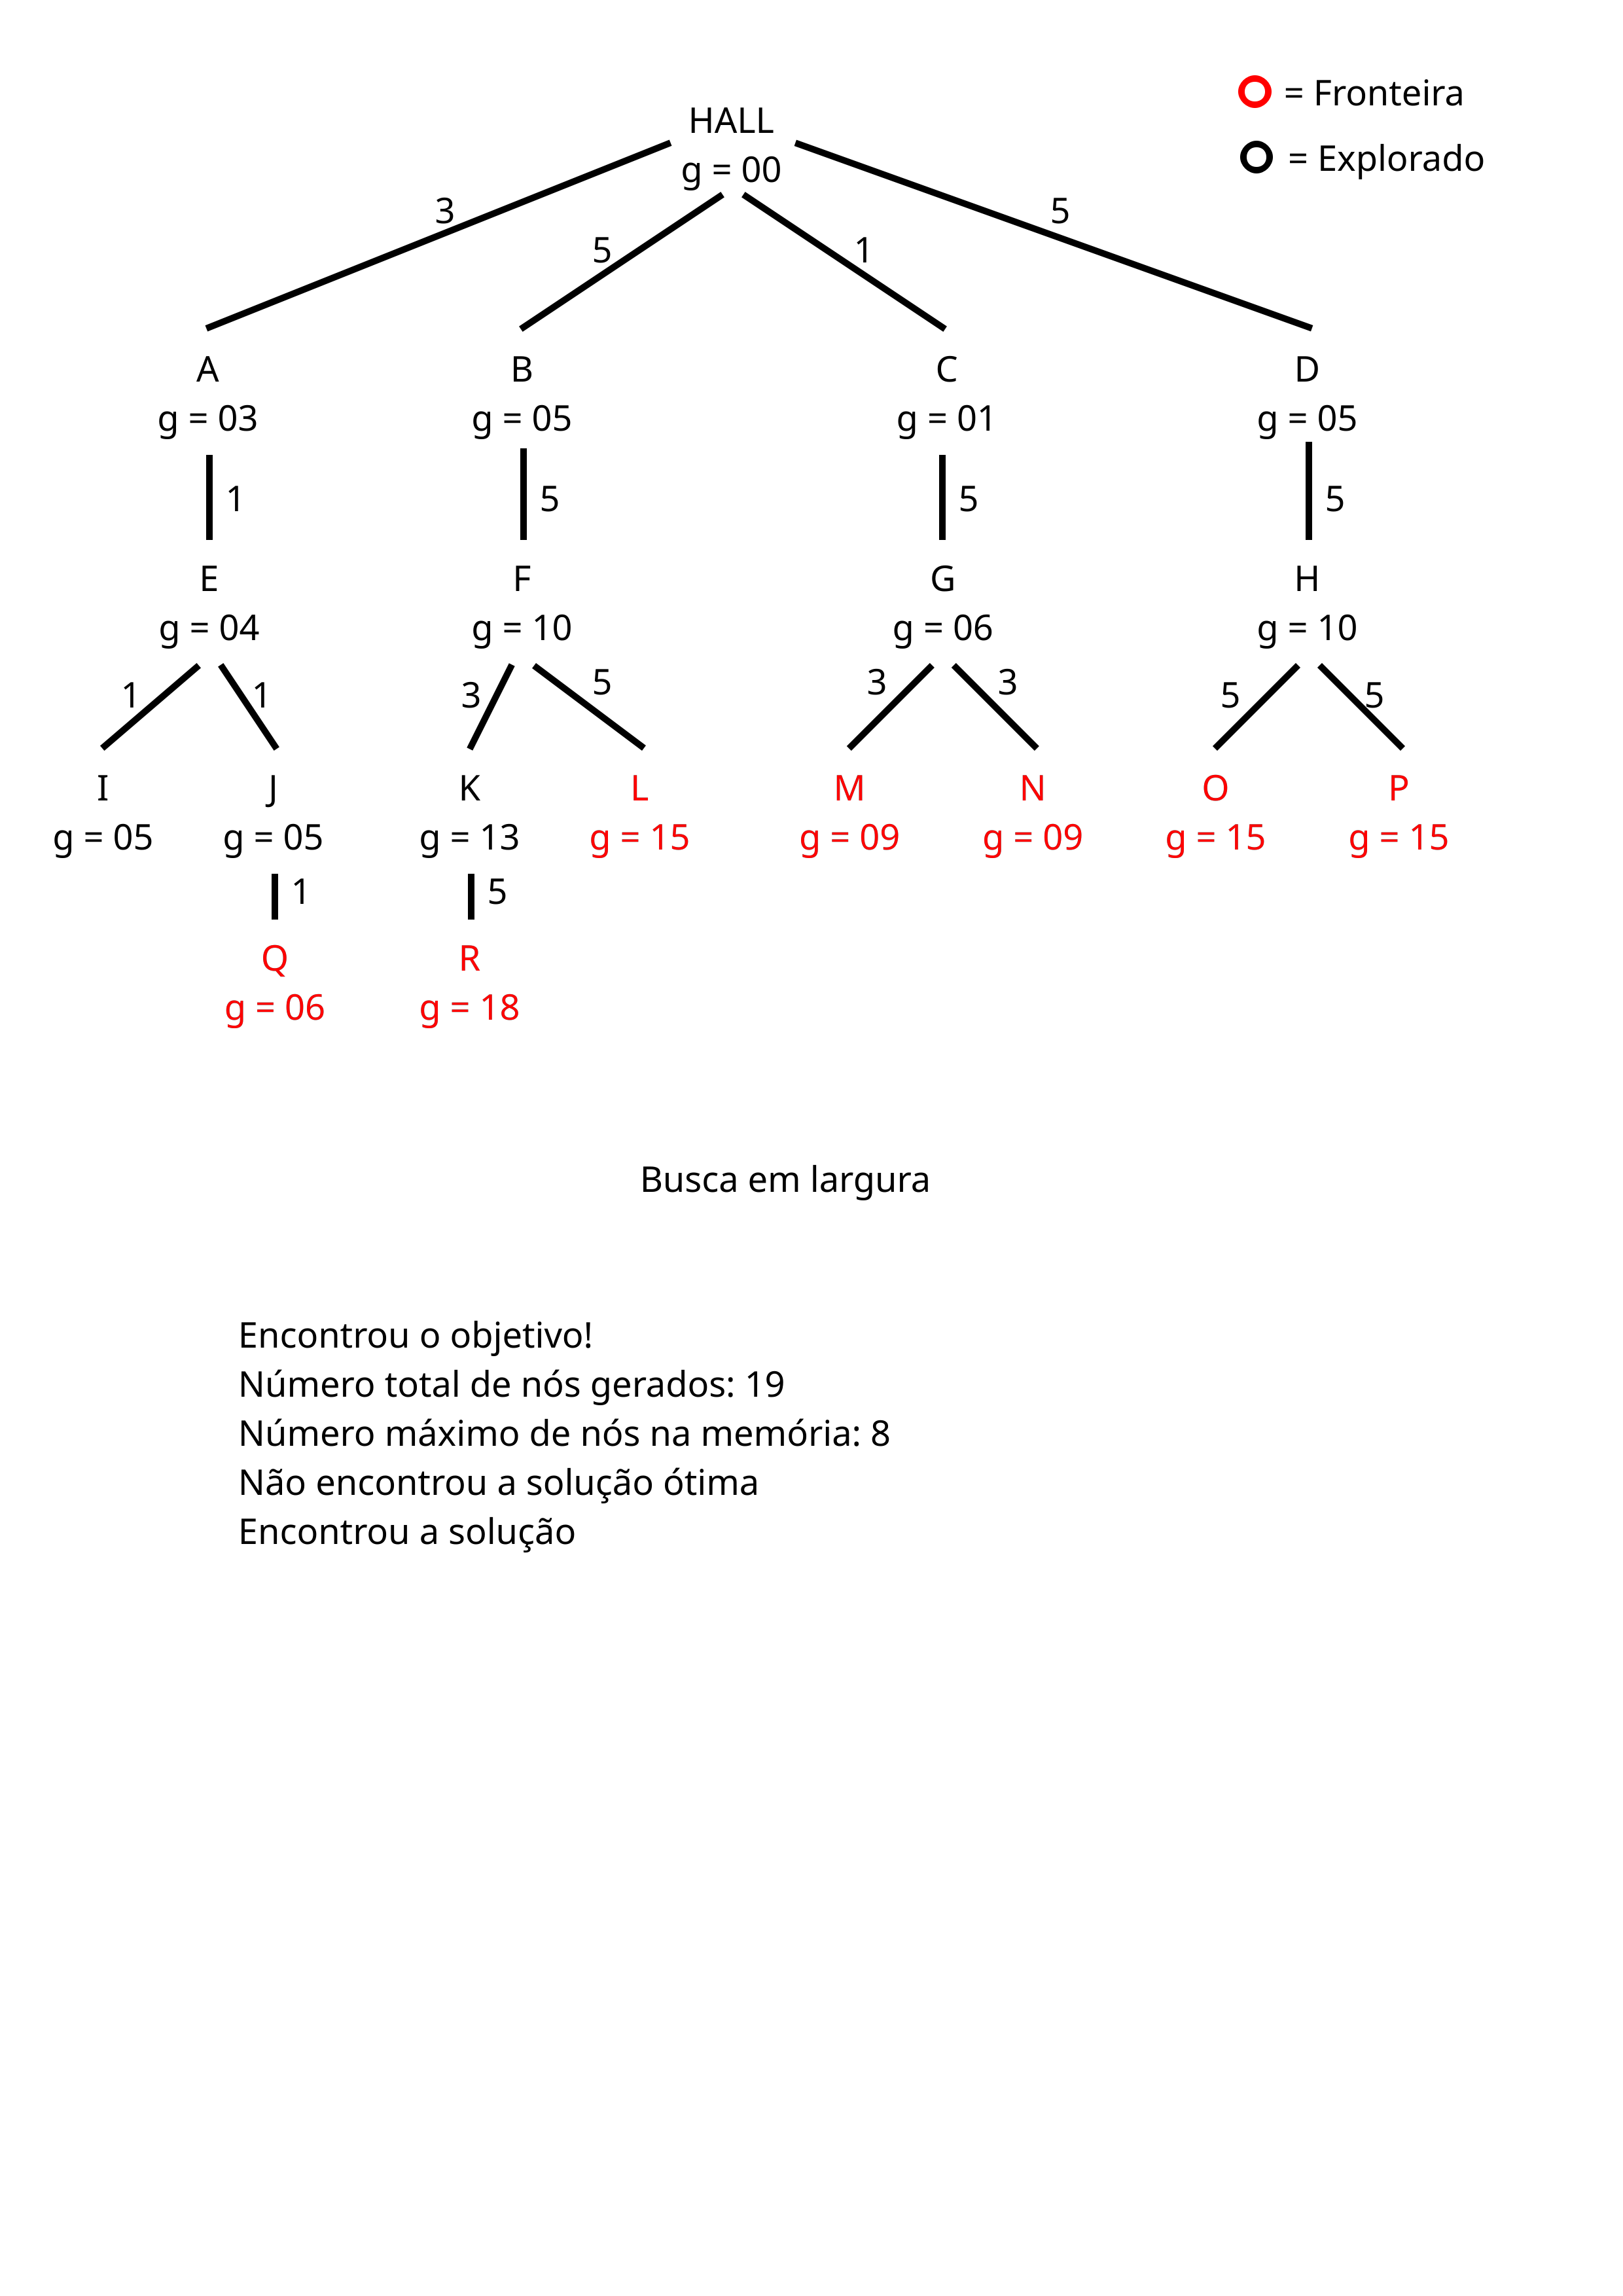 = Fronteira
HALL
= Explorado
g = 00
3
5
5
1
A
B
C
D
g = 03
g = 05
g = 01
g = 05
1
5
5
5
E
F
G
H
g = 04
g = 10
g = 06
g = 10
1
1
3
5
3
3
5
5
I
J
K
L
M
N
O
P
g = 05
g = 05
g = 13
g = 15
g = 09
g = 09
g = 15
g = 15
1
5
Q
R
g = 06
g = 18
Busca em largura
Encontrou o objetivo!
Número total de nós gerados: 19
Número máximo de nós na memória: 8
Não encontrou a solução ótima
Encontrou a solução